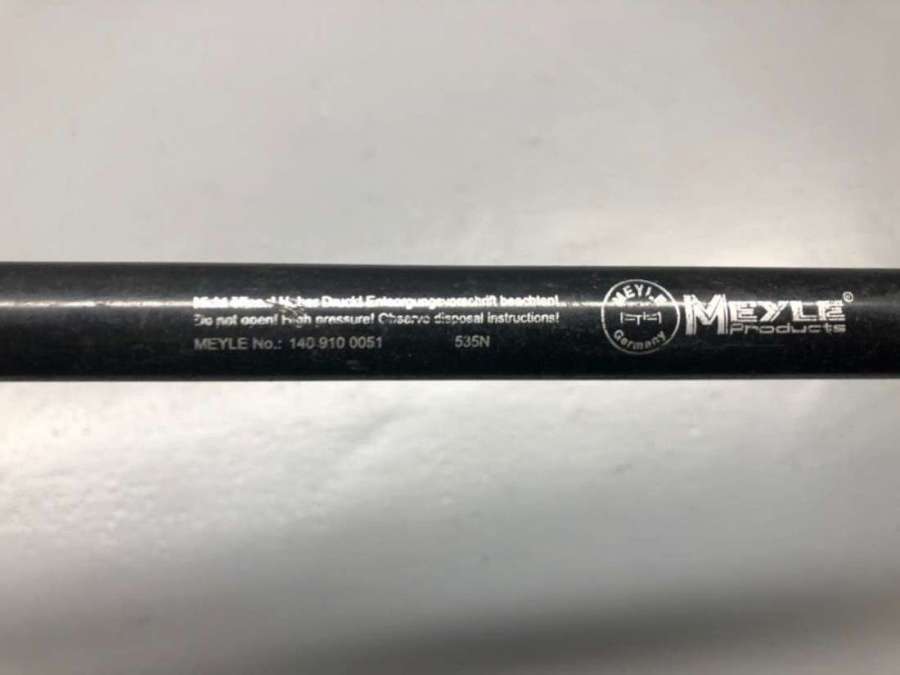 Nicht öffnen! Hoher Druck! Entsorgungsvorschrift beachten!
Do not open! High pressure! Observe disposal instructions!
MEYLE No.: 140 910 0051 535N
MEYLE
Germany
MEYLE®
Products